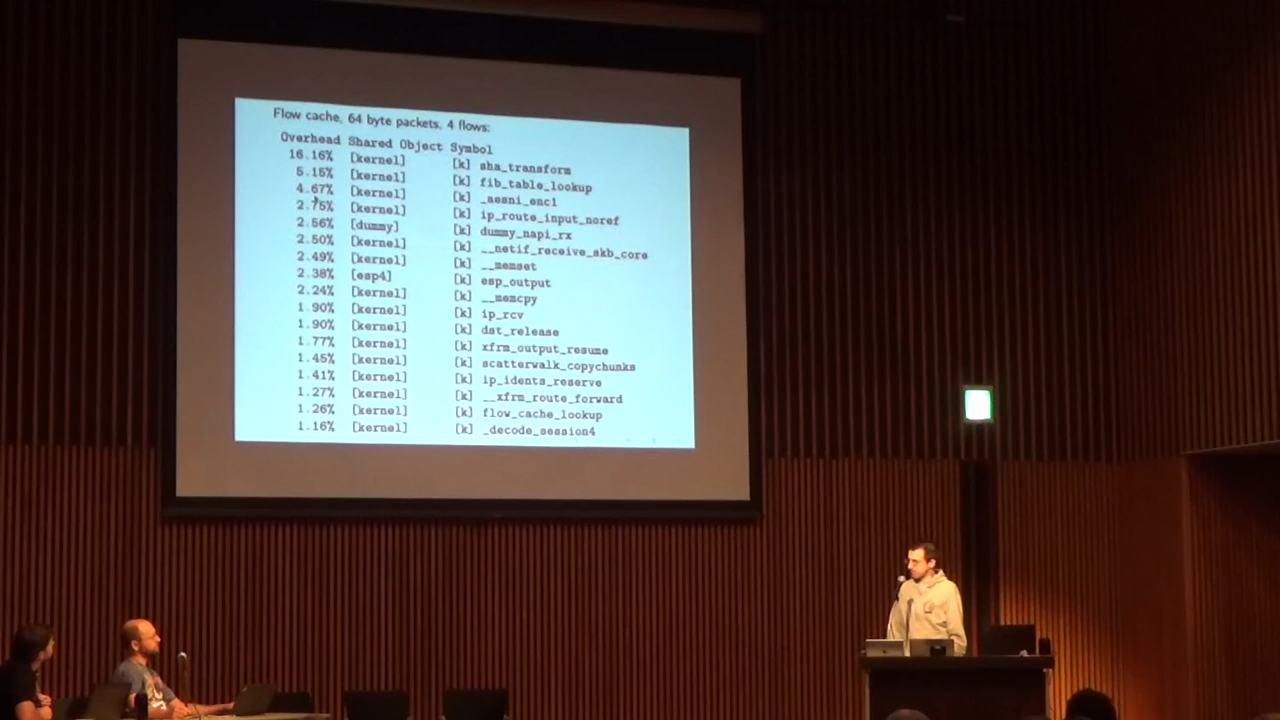 Flow cache, 64 byte packets, 4 flows:
Overhead Shared Object Symbol
16.16% [kernel] [k] sha_transform
5.15% [kernel] [k] fib_table_lookup
4.67% [kernel] [k] _aesni_enc1
2.75% [kernel] [k] ip_route_input_noref
2.56% [dummy] [k] dummy_napi_rx
2.50% [kernel] [k] __netif_receive_skb_core
2.49% [kernel] [k] __memset
2.38% [esp4] [k] esp_output
2.24% [kernel] [k] __memcpy
1.90% [kernel] [k] ip_rcv
1.90% [kernel] [k] dst_release
1.77% [kernel] [k] xfrm_output_resume
1.45% [kernel] [k] scatterwalk_copychunks
1.41% [kernel] [k] ip_idents_reserve
1.27% [kernel] [k] __xfrm_route_forward
1.26% [kernel] [k] flow_cache_lookup
1.16% [kernel] [k] _decode_session4